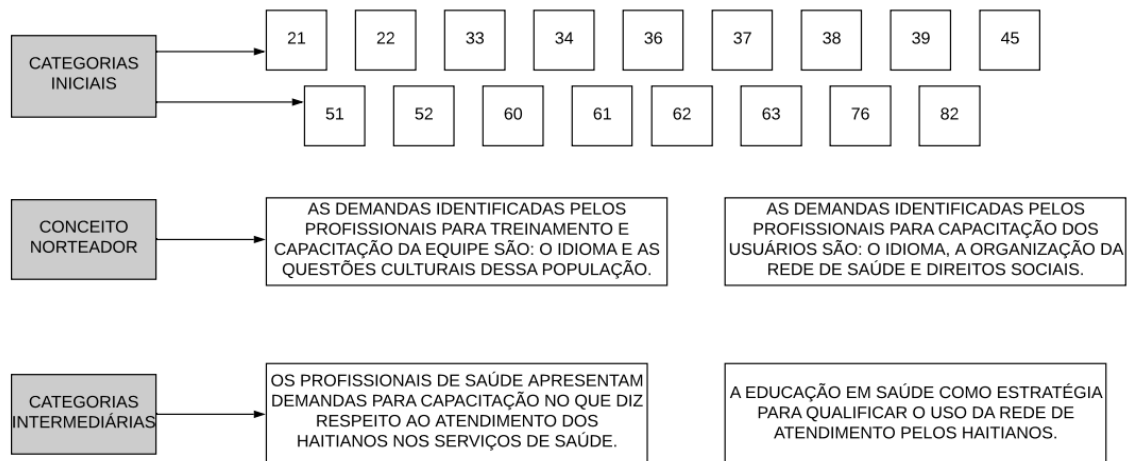 CATEGORIAS
INICIAIS
21 22 33 34 36 37 38 39 45
51 52 60 61 62 63 76 82
CONCEITO
NORTEADOR
AS DEMANDAS IDENTIFICADAS PELOS
PROFISSIONAIS PARA TREINAMENTO E
CAPACITAÇÃO DA EQUIPE SÃO: O IDIOMA E AS
QUESTÕES CULTURAIS DESSA POPULAÇÃO.
AS DEMANDAS IDENTIFICADAS PELOS
PROFISSIONAIS PARA CAPACITAÇÃO DOS
USUÁRIOS SÃO: O IDIOMA, A ORGANIZAÇÃO DA
REDE DE SAÚDE E DIREITOS SOCIAIS.
CATEGORIAS
INTERMEDIÁRIAS
OS PROFISSIONAIS DE SAÚDE APRESENTAM
DEMANDAS PARA CAPACITAÇÃO NO QUE DIZ
RESPEITO AO ATENDIMENTO DOS
HAITIANOS NOS SERVIÇOS DE SAÚDE.
A EDUCAÇÃO EM SAÚDE COMO ESTRATÉGIA
PARA QUALIFICAR O USO DA REDE DE
ATENDIMENTO PELOS HAITIANOS.